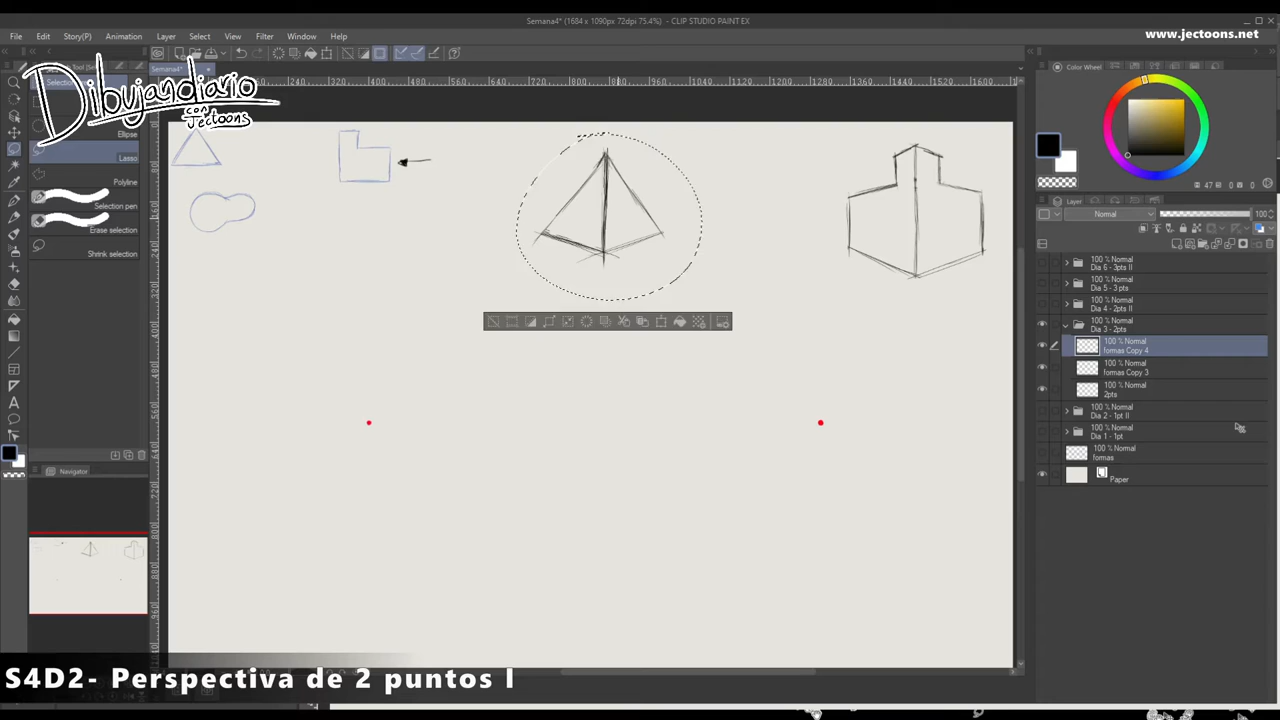 Semana4* (1684 x 1090px 72dpi 75.4%) - CLIP STUDIO PAINT EX
File Edit Story(P) Animation Layer Select View Filter Window Help
www.jectoons.net
Dibujandiario
con
Jectoons
Semana4*
Color Wheel
Ellipse
Lasso
Polyline
Selection pen
Erase selection
Shrink selection
Navigator
47 0 0
Layer
Normal 100
100 % Normal
Dia 6 - 3pts II
100 % Normal
Dia 5 - 3 pts
100 % Normal
Dia 4 - 2pts II
100 % Normal
Dia 3 - 2pts
100 % Normal
formas Copy 4
100 % Normal
formas Copy 3
100 % Normal
2pts
100 % Normal
Dia 2 - 1pt II
100 % Normal
Dia 1 - 1pt
100 % Normal
formas
Paper
S4D2- Perspectiva de 2 puntos I